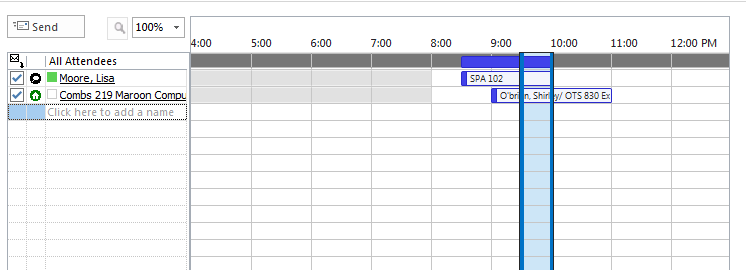 Send 100%
4:00 5:00 6:00 7:00 8:00 9:00 10:00 11:00 12:00 PM
All Attendees
Moore, Lisa SPA 102
Combs 219 Maroon Compu O'brien, Shirley/ OTS 830 Ex
Click here to add a name